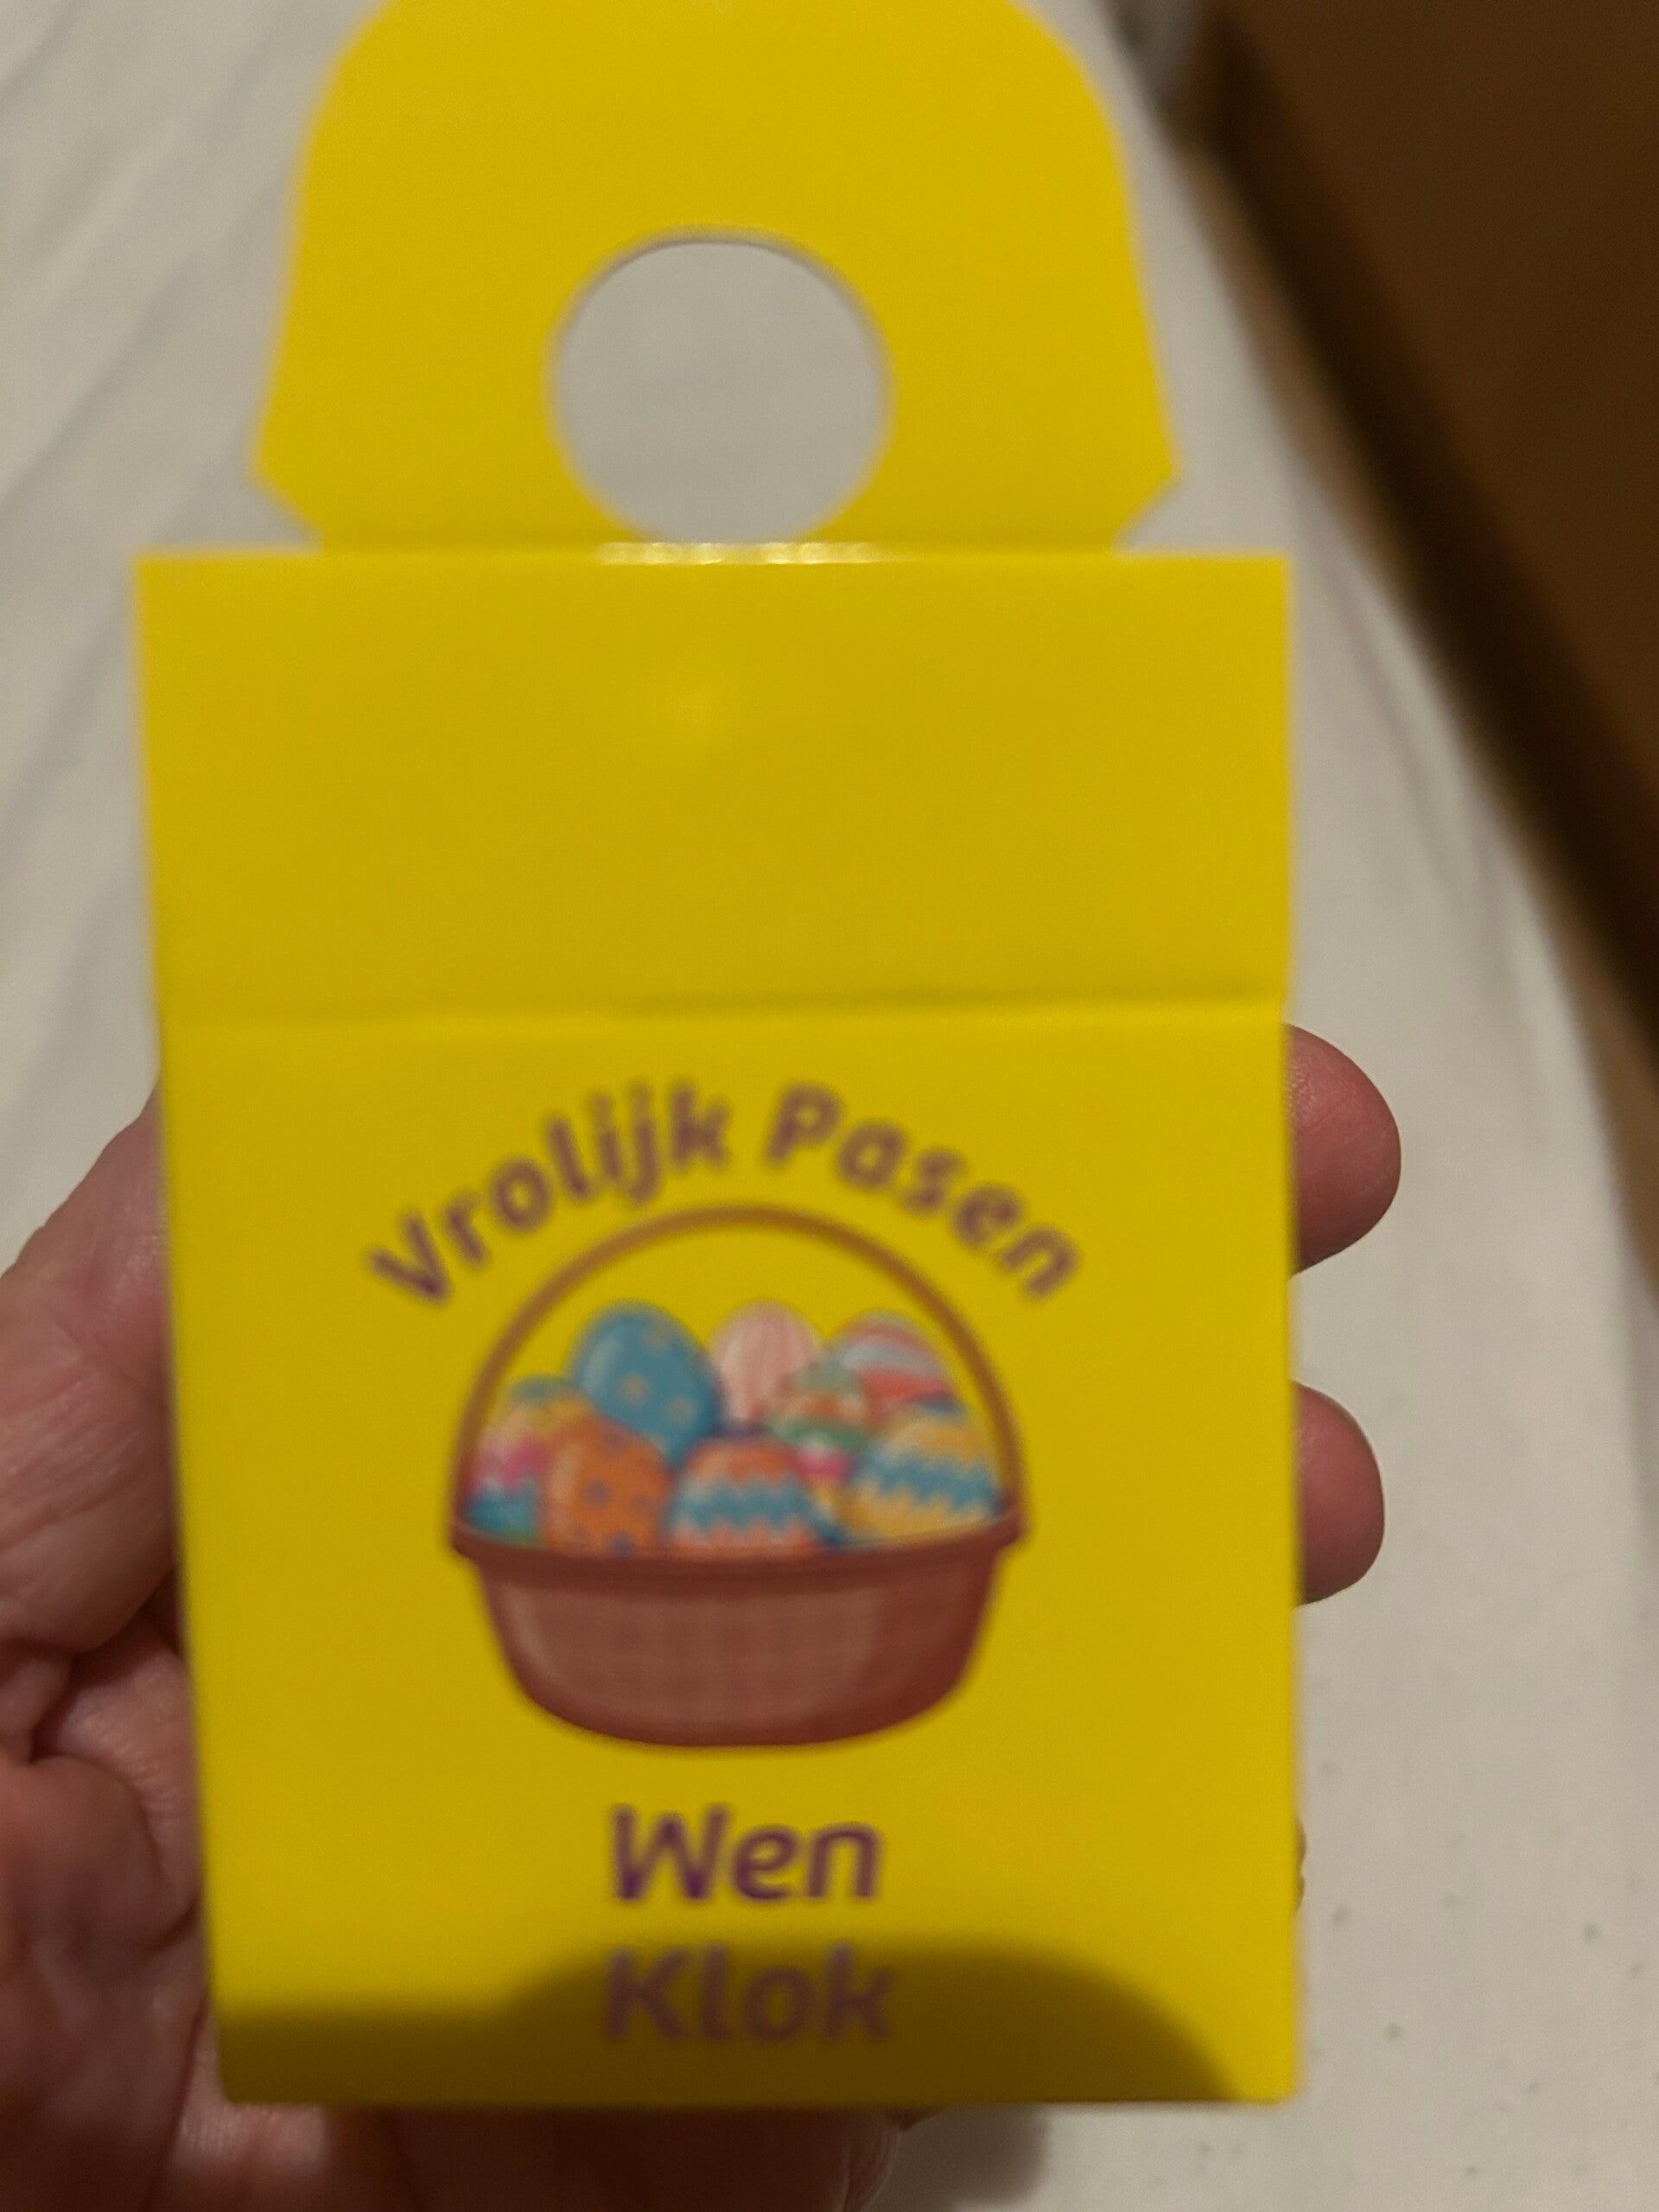 Vrolijk Pasen
Wen
Klok